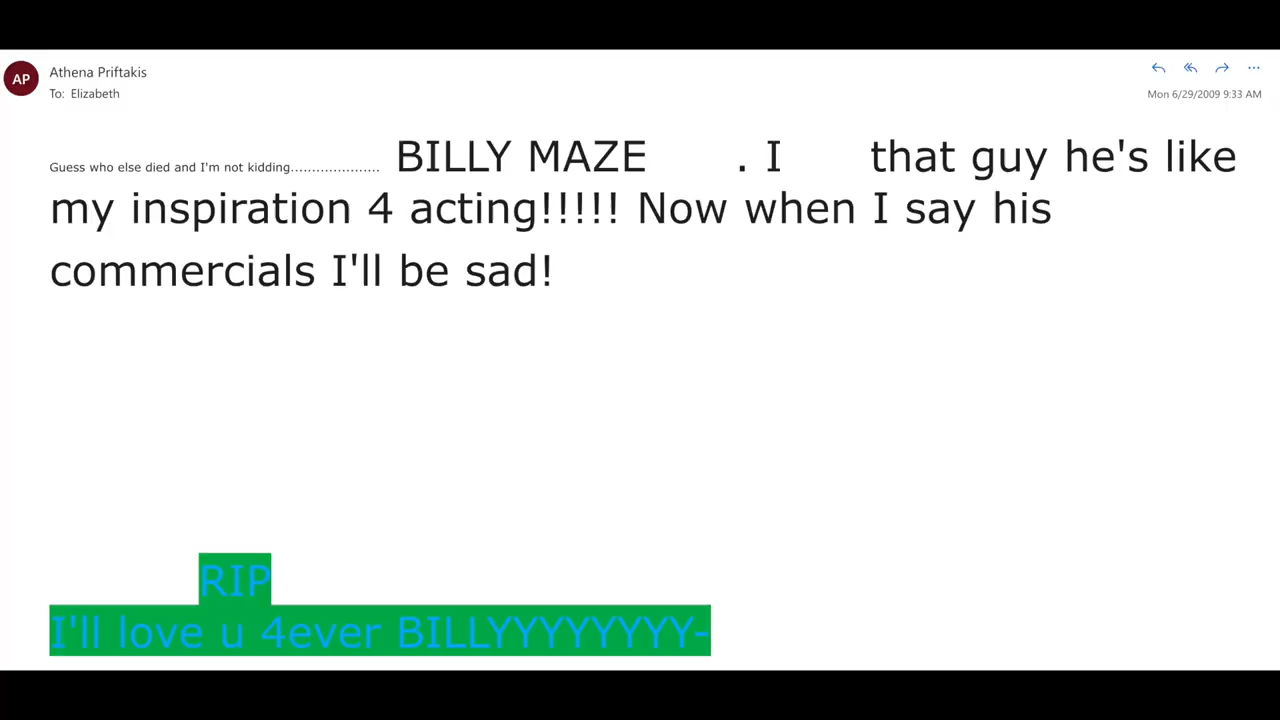 AP
Athena Priftakis
To: Elizabeth
Mon 6/29/2009 9:33 AM
Guess who else died and I'm not kidding..................... BILLY MAZE . I that guy he's like
my inspiration 4 acting!!!!! Now when I say his
commercials I'll be sad!
RIP
I'll love u 4ever BILLYYYYYYYY-